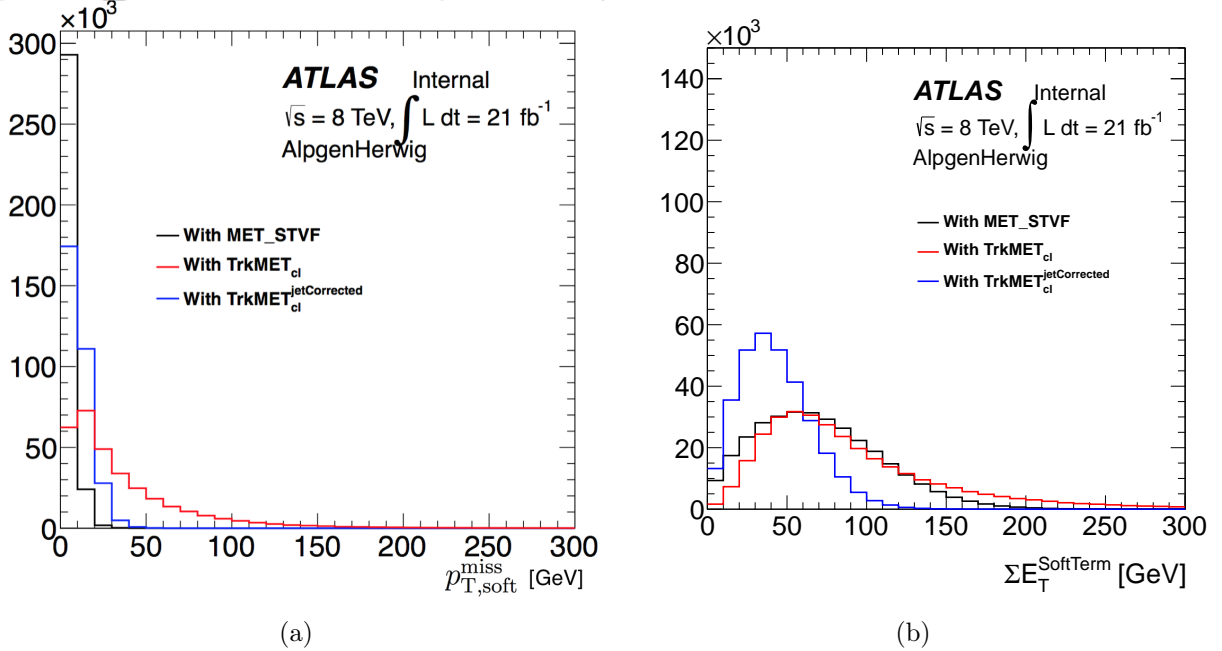 ×10³
300
250
200
150
100
50
0
0 50 100 150 200 250 300
ATLAS Internal
√s = 8 TeV, ∫ L dt = 21 fb⁻¹
AlpgenHerwig
With MET_STVF
With TrkMET_cl
With TrkMET_cl^jetCorrected
p_T,soft^miss [GeV]
(a)
×10³
140
120
100
80
60
40
20
0
0 50 100 150 200 250 300
ATLAS Internal
√s = 8 TeV, ∫ L dt = 21 fb⁻¹
AlpgenHerwig
With MET_STVF
With TrkMET_cl
With TrkMET_cl^jetCorrected
ΣE_T^SoftTerm [GeV]
(b)